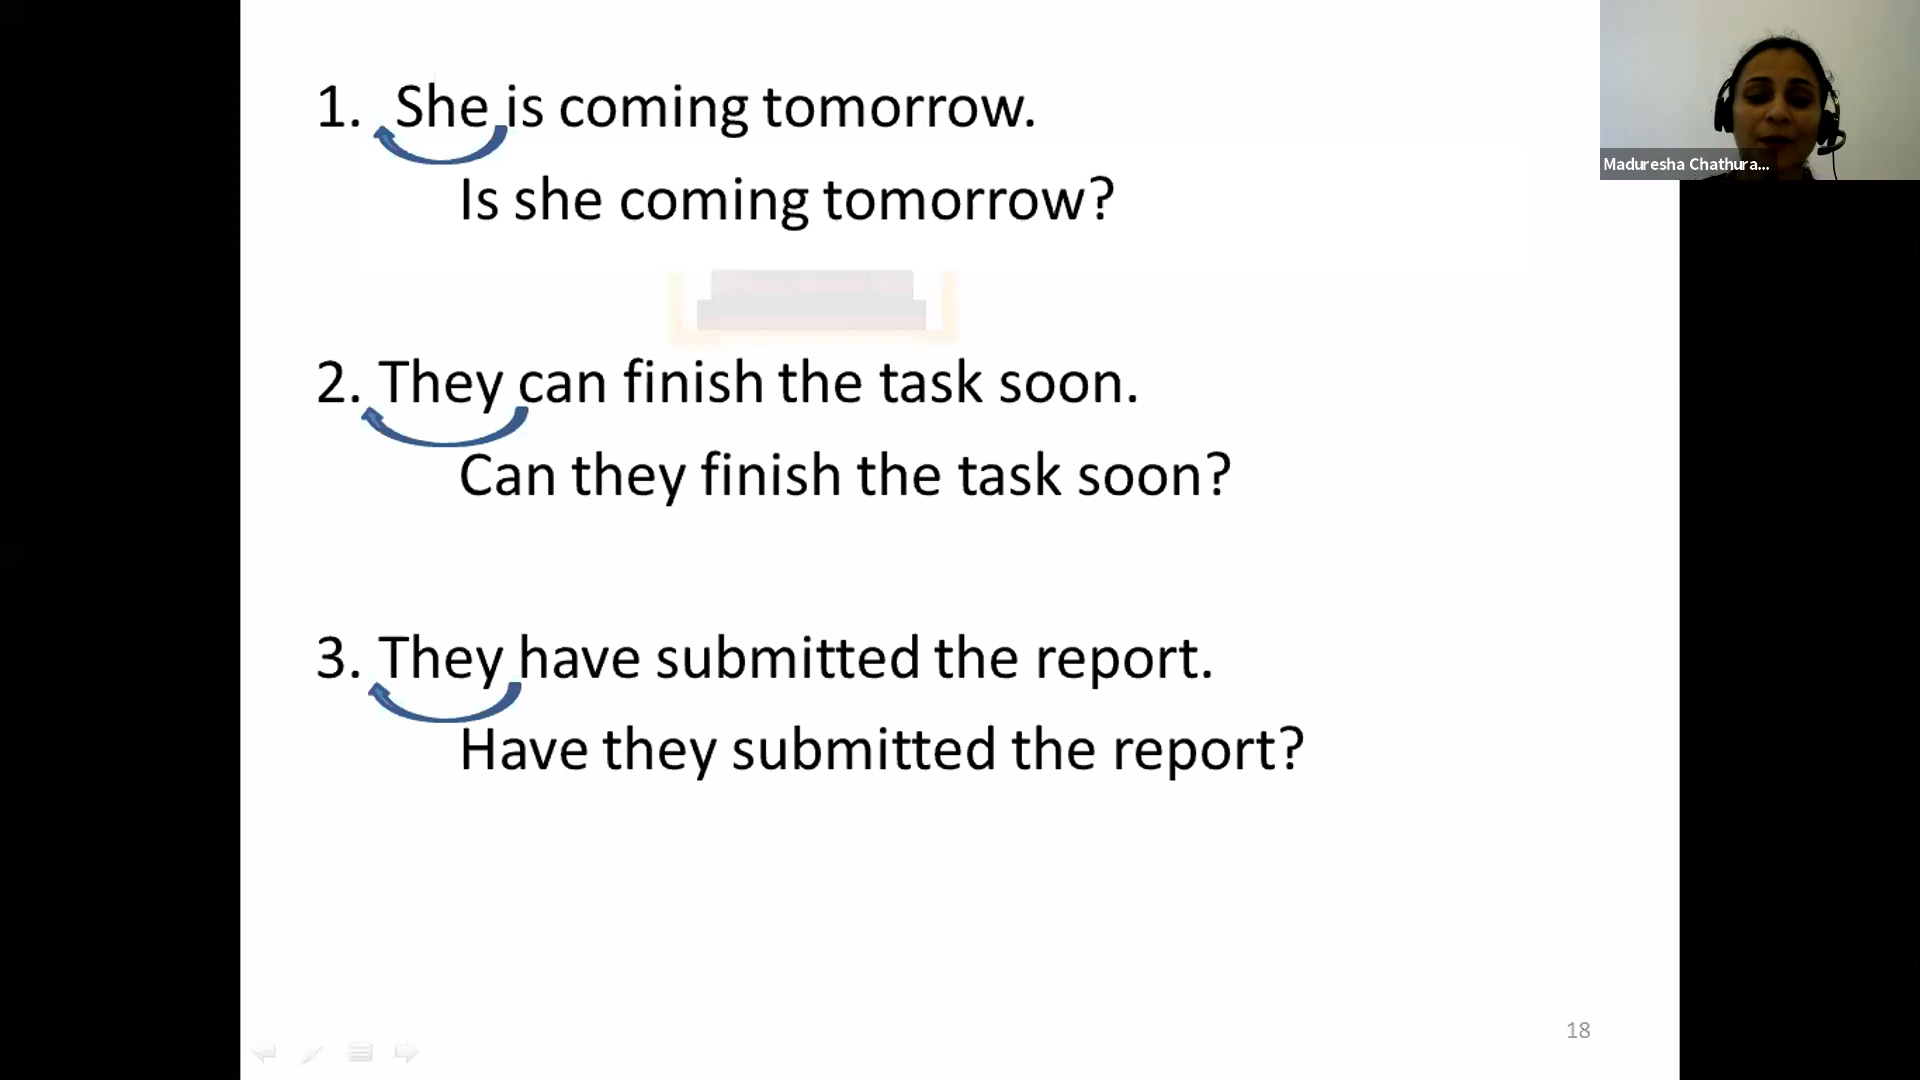 1. She is coming tomorrow.
Is she coming tomorrow?
2. They can finish the task soon.
Can they finish the task soon?
3. They have submitted the report.
Have they submitted the report?
18
Maduresha Chathura...